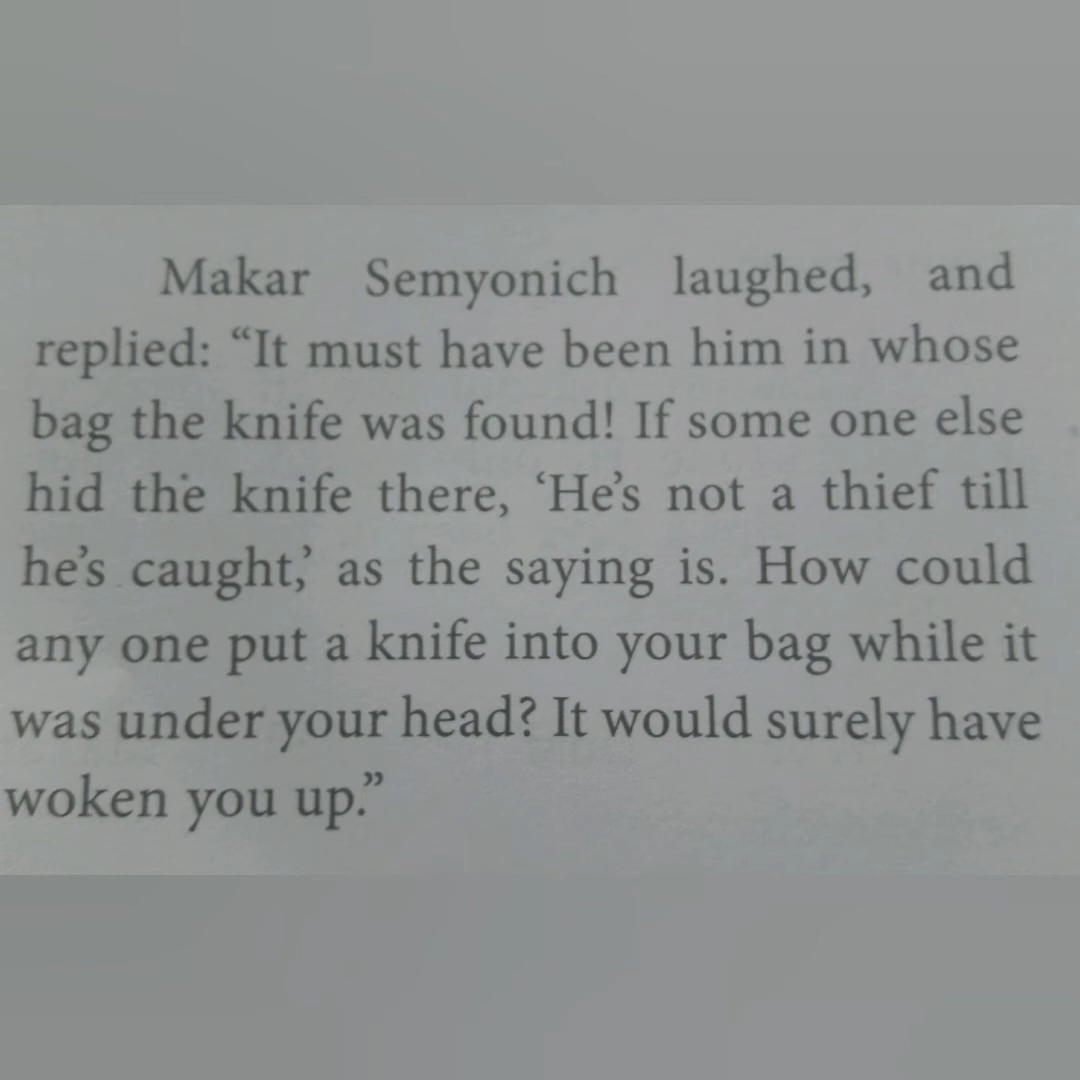 Makar Semyonich laughed, and
replied: “It must have been him in whose
bag the knife was found! If some one else
hid the knife there, ‘He’s not a thief till
he’s caught,’ as the saying is. How could
any one put a knife into your bag while it
was under your head? It would surely have
woken you up.”